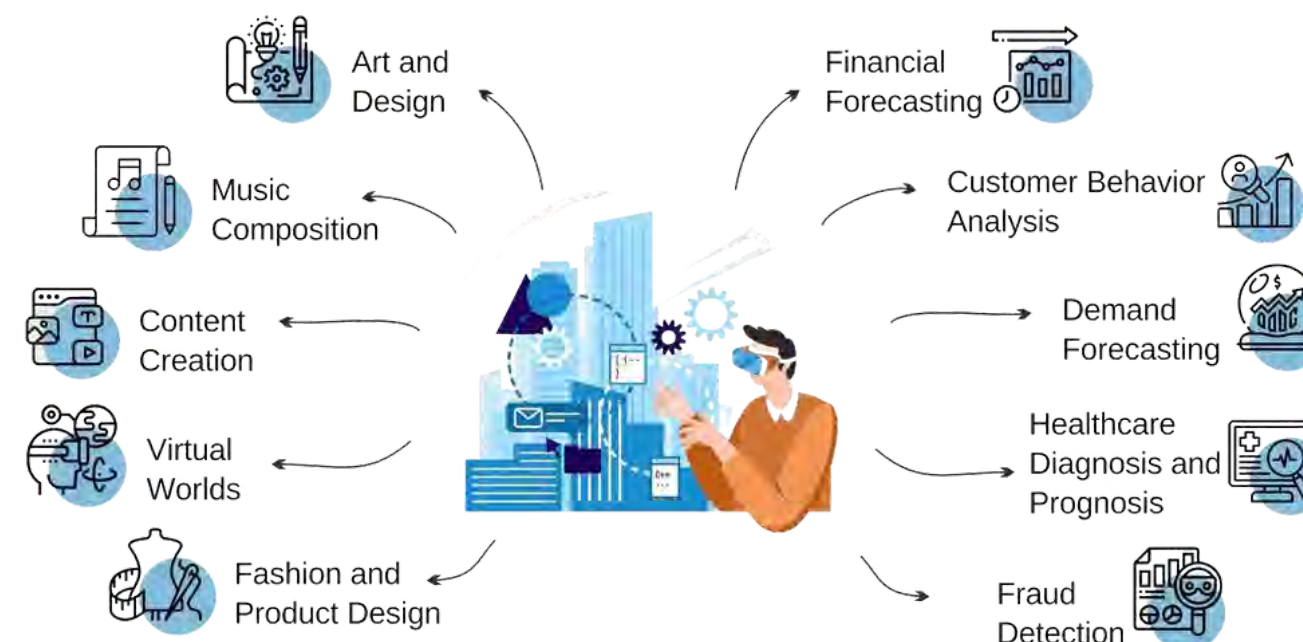 Art and
Design
Financial
Forecasting
Music
Composition
Customer Behavior
Analysis
Content
Creation
Demand
Forecasting
Virtual
Worlds
Healthcare
Diagnosis and
Prognosis
Fashion and
Product Design
Fraud
Detection